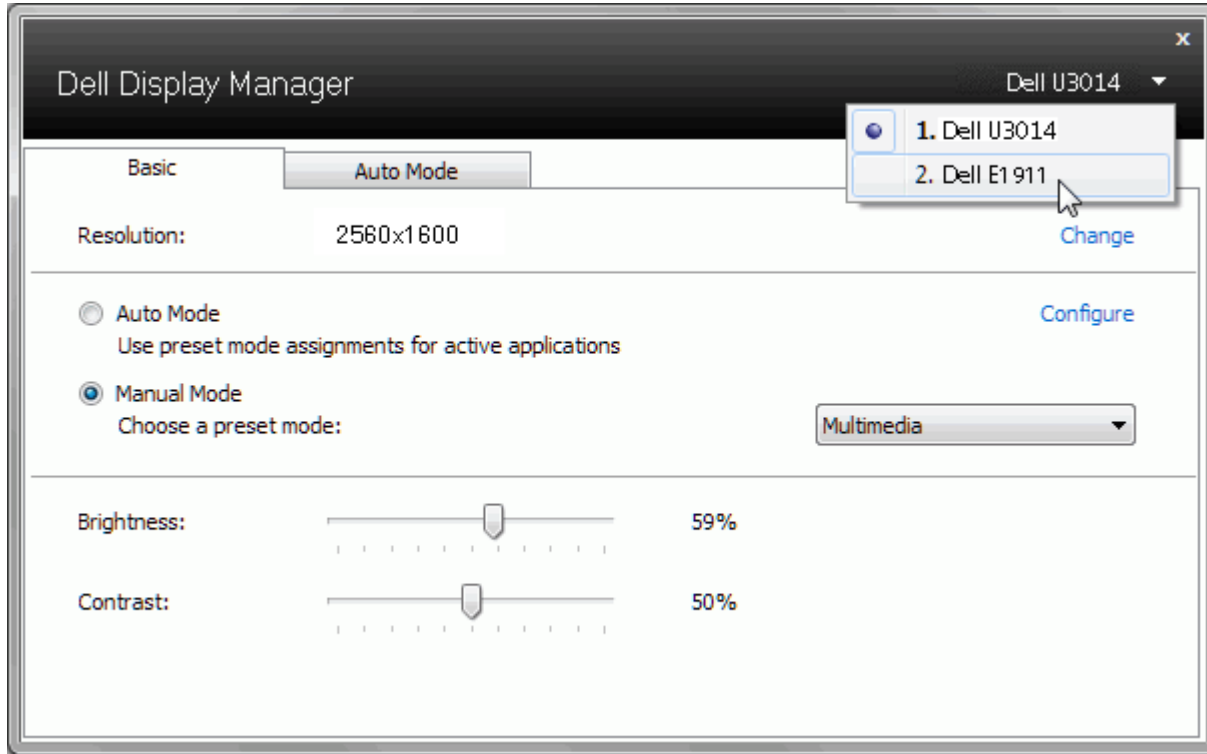 x
Dell Display Manager
Dell U3014
1. Dell U3014
2. Dell E1911
Basic
Auto Mode
Resolution:
2560x1600
Change
Auto Mode
Configure
Use preset mode assignments for active applications
Manual Mode
Choose a preset mode:
Multimedia
Brightness:
59%
Contrast:
50%